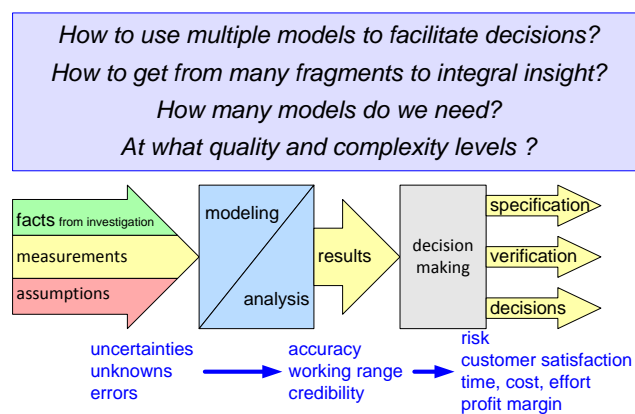 How to use multiple models to facilitate decisions?
How to get from many fragments to integral insight?
How many models do we need?
At what quality and complexity levels ?
facts from investigation
measurements
assumptions
modeling
analysis
results
decision
making
specification
verification
decisions
uncertainties
unknowns
errors
accuracy
working range
credibility
risk
customer satisfaction
time, cost, effort
profit margin